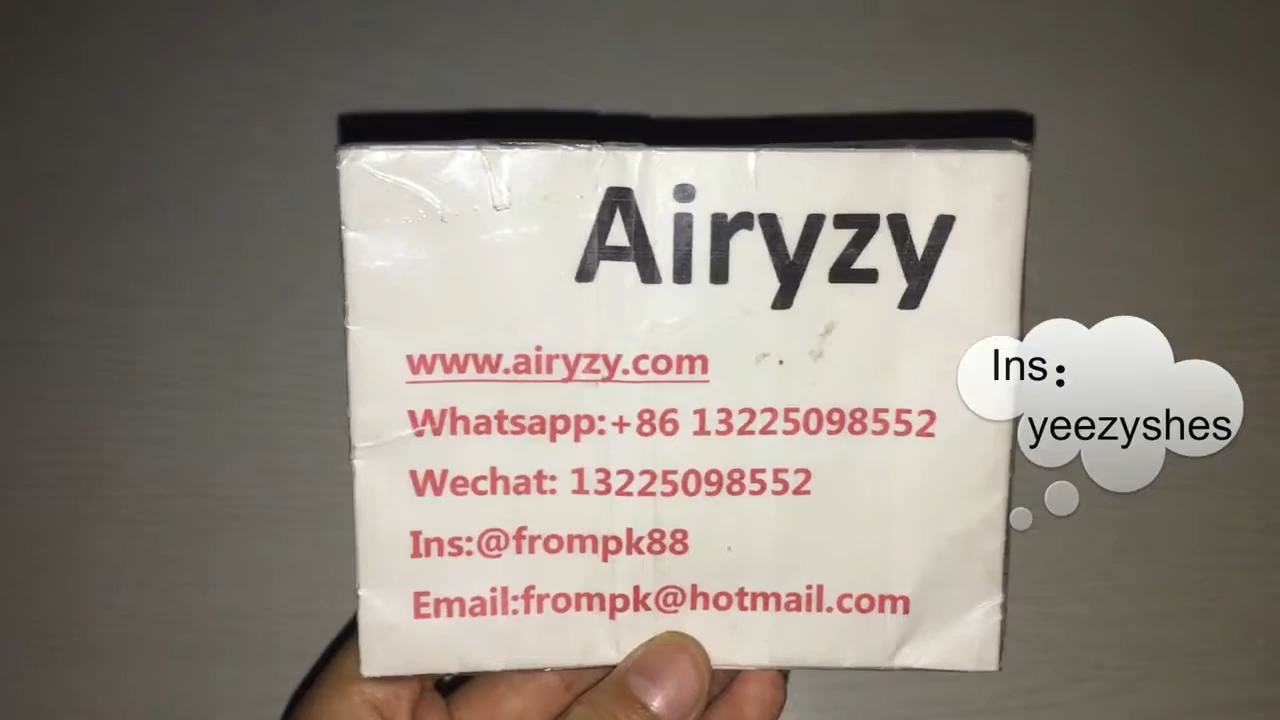 Airyzy
www.airyzy.com
Whatsapp:+86 13225098552
Wechat: 13225098552
Ins:@frompk88
Email:frompk@hotmail.com
Ins：
yeezyshes